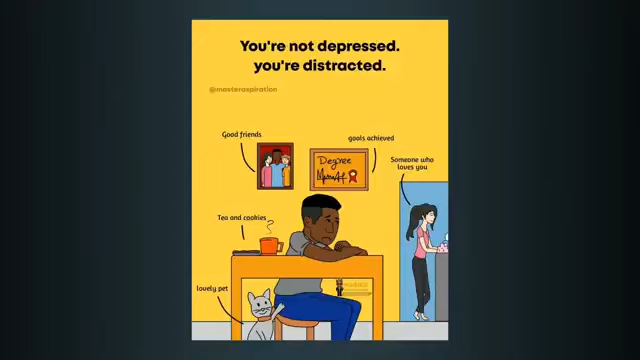 You're not depressed.
you're distracted.
@masteraspiration
Good friends
goals achieved
Degree
Someone who
loves you
Tea and cookies
lovely pet